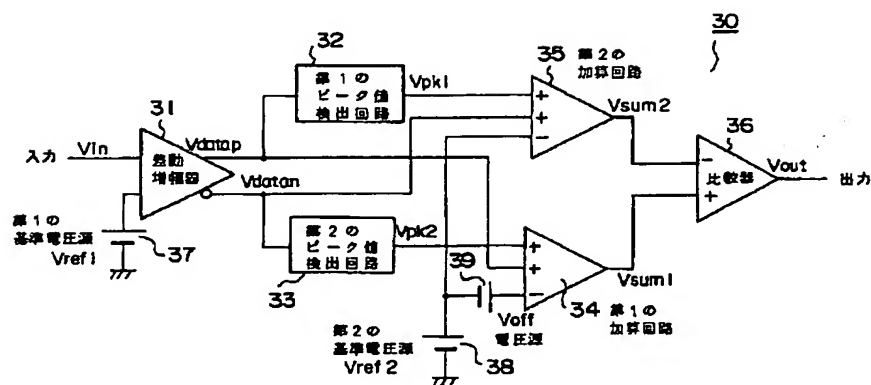 30
32
第1の
ピーク値
検出回路
Vpk1
35
第2の
加算回路
Vsum2
31
入力
Vin
差動
増幅器
Vdatap
Vdatan
36
比較器
Vout
出力
第1の
基準電圧源
Vref1
37
第2の
ピーク値
検出回路
33
Vpk2
39
Voff
電圧源
34
第1の
加算回路
Vsum1
第2の
基準電圧源
Vref2
38
+
+
-
+
+
-
-
+